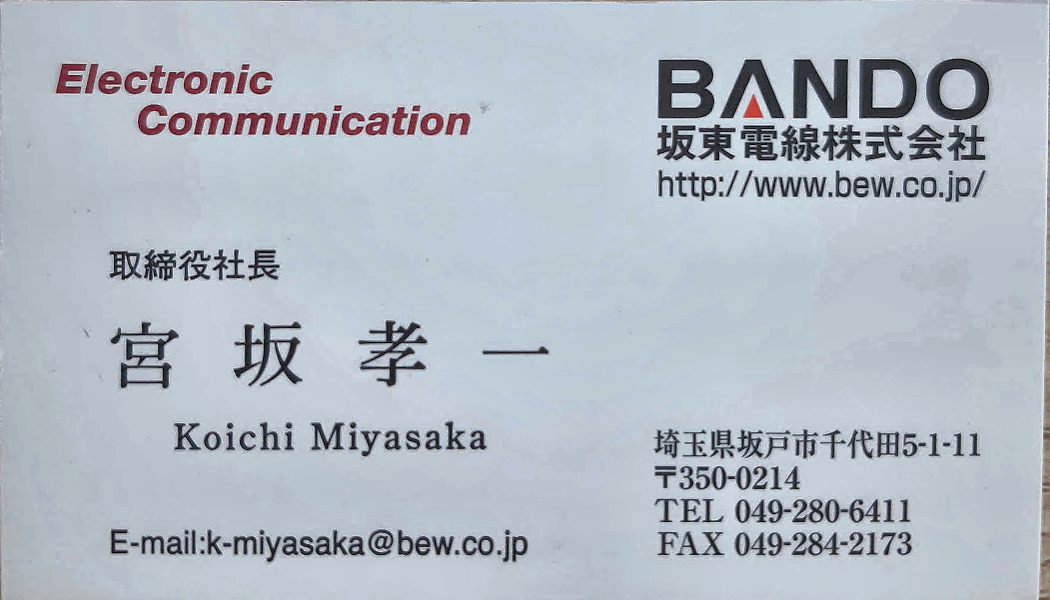 Electronic
Communication
BANDO
坂東電線株式会社
http://www.bew.co.jp/
取締役社長
宮坂孝一
Koichi Miyasaka
E-mail:k-miyasaka@bew.co.jp
埼玉県坂戸市千代田5-1-11
〒350-0214
TEL 049-280-6411
FAX 049-284-2173